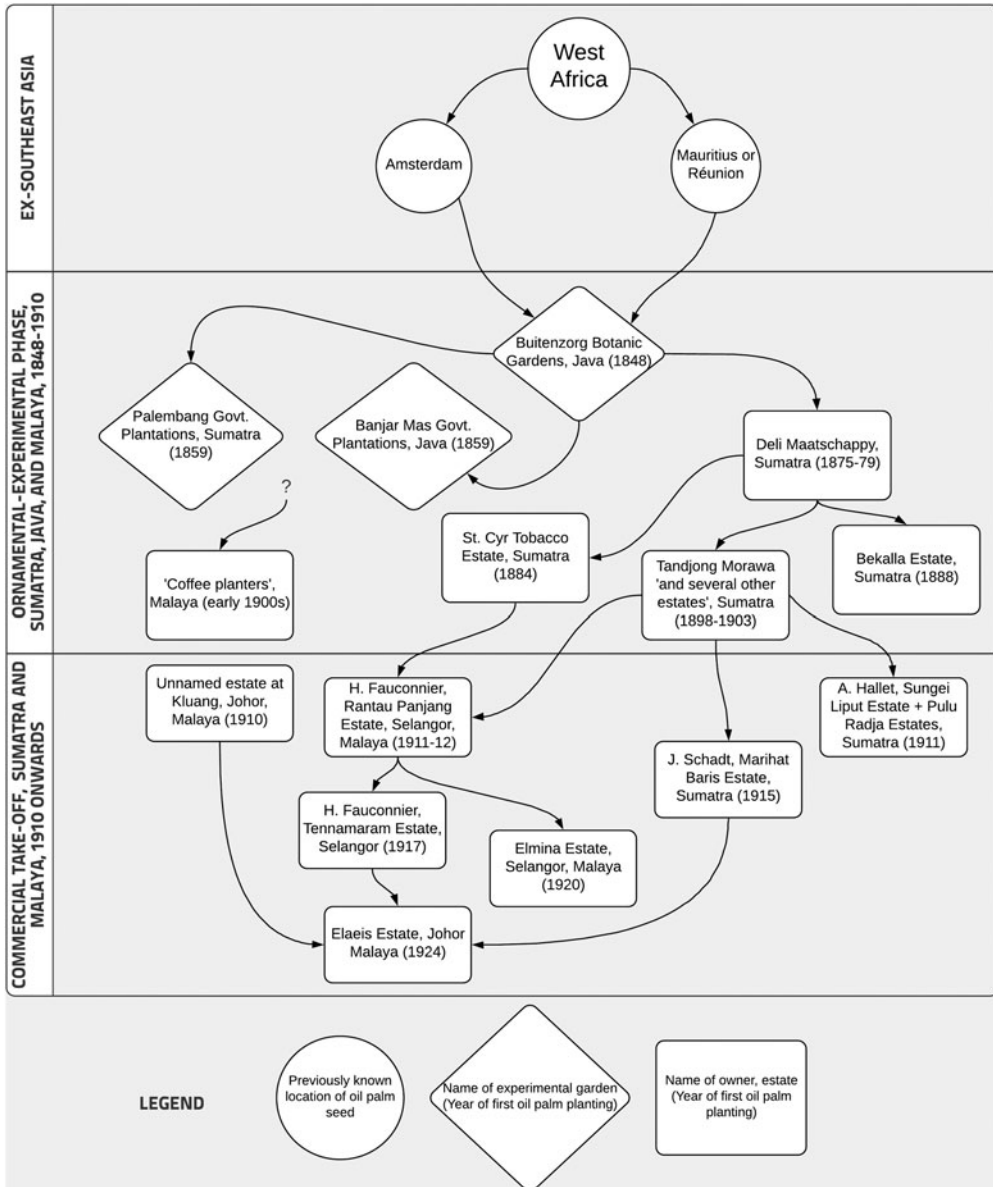 EX-SOUTHEAST ASIA
West
Africa
Amsterdam
Mauritius or
Réunion
ORNAMENTAL-EXPERIMENTAL PHASE,
SUMATRA, JAVA, AND MALAYA, 1848-1910
Buitenzorg Botanic
Gardens, Java (1848)
Palembang Govt.
Plantations, Sumatra
(1859)
Banjar Mas Govt.
Plantations, Java (1859)
Deli Maatschappy,
Sumatra (1875-79)
?
'Coffee planters',
Malaya (early 1900s)
St. Cyr Tobacco
Estate, Sumatra
(1884)
Tandjong Morawa
'and several other
estates', Sumatra
(1898-1903)
Bekalla Estate,
Sumatra (1888)
COMMERCIAL TAKE-OFF, SUMATRA AND
MALAYA, 1910 ONWARDS
Unnamed estate at
Kluang, Johor,
Malaya (1910)
H. Fauconnier,
Rantau Panjang
Estate, Selangor,
Malaya (1911-12)
A. Hallet, Sungei
Liput Estate + Pulu
Radja Estates,
Sumatra (1911)
J. Schadt, Marihat
Baris Estate,
Sumatra (1915)
H. Fauconnier,
Tennamaram Estate,
Selangor (1917)
Elmina Estate,
Selangor, Malaya
(1920)
Elaeis Estate, Johor
Malaya (1924)
LEGEND
Previously known
location of oil palm
seed
Name of experimental garden
(Year of first oil palm planting)
Name of owner, estate
(Year of first oil palm
planting)